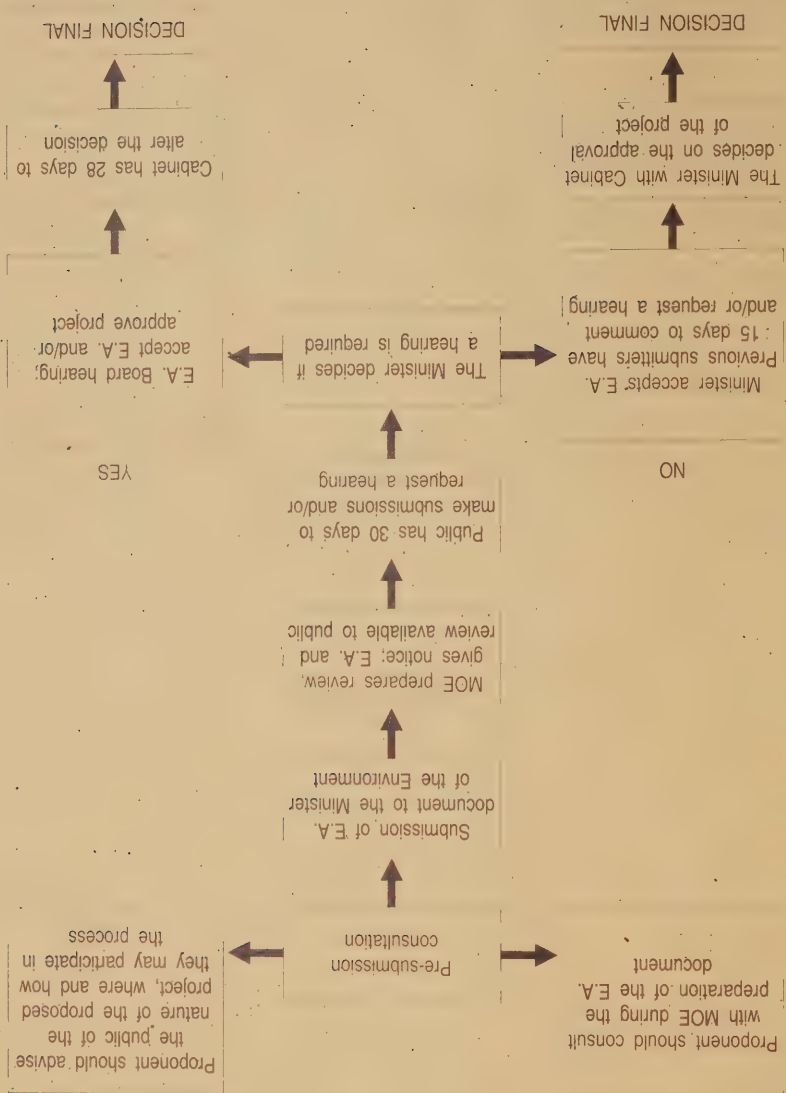 Proponent should consult
with MOE during the
preparation of the E.A.
document
Pre-submission
consultation
Proponent should advise
the public of the
nature of the proposed
project, where and how
they may participate in
the process
Submission of E.A.
document to the Minister
of the Environment
MOE prepares review,
gives notice; E.A. and
review available to public
Public has 30 days to
make submissions and/or
request a hearing
NO
YES
Minister accepts E.A.
Previous submitters have
15 days to comment
and/or request a hearing
The Minister decides if
a hearing is required
E.A. Board hearing;
accept E.A. and/or
approve project
The Minister with Cabinet
decides on the approval
of the project
Cabinet has 28 days to
after the decision
DECISION FINAL
DECISION FINAL